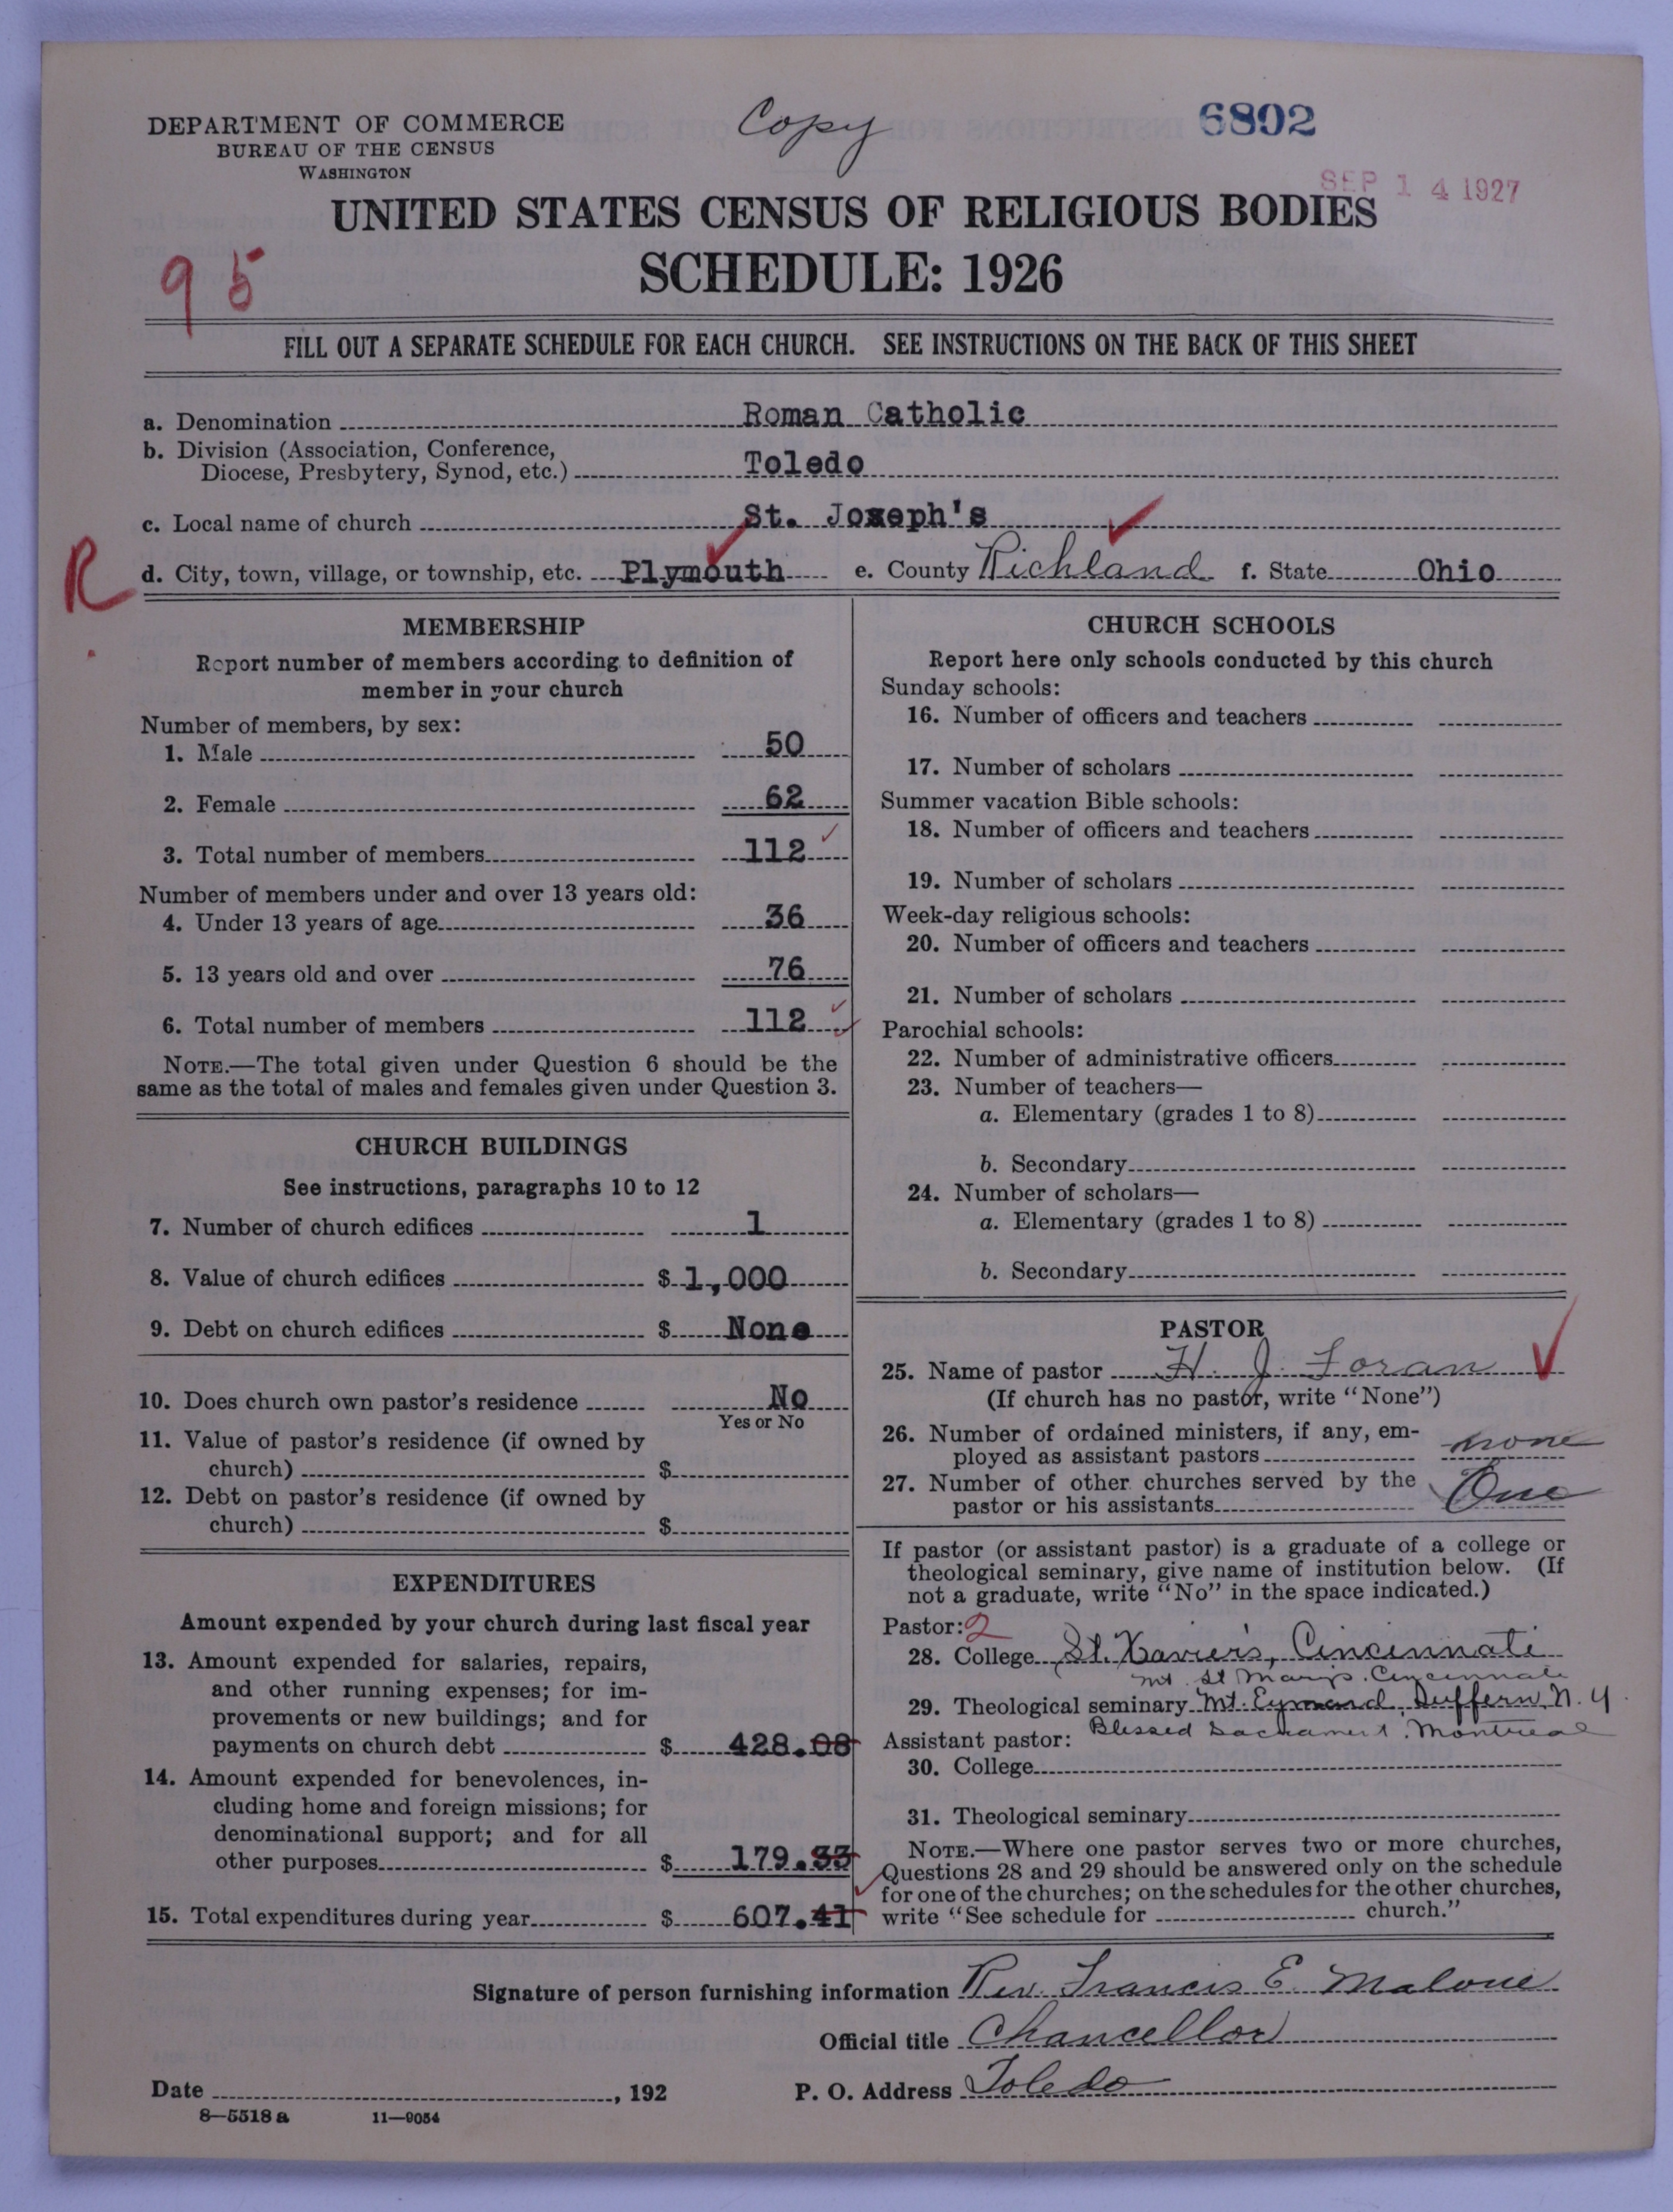 Copy
6802
DEPARTMENT OF COMMERCE
BUREAU OF THE CENSUS
WASHINGTON
SEP 14 1927
UNITED STATES CENSUS OF RELIGIOUS BODIES
SCHEDULE: 1926
95
FILL OUT A SEPARATE SCHEDULE FOR EACH CHURCH. SEE INSTRUCTIONS ON THE BACK OF THIS SHEET
a. Denomination Roman Catholic
b. Division (Association, Conference,
Diocese, Presbytery, Synod, etc.) Toledo
c. Local name of church St. Joseph's
R
d. City, town, village, or township, etc. Plymouth e. County Richland f. State Ohio
MEMBERSHIP
Report number of members according to definition of
member in your church
Number of members, by sex:
1. Male 50
2. Female 62
3. Total number of members 112
Number of members under and over 13 years old:
4. Under 13 years of age 36
5. 13 years old and over 76
6. Total number of members 112
NOTE.—The total given under Question 6 should be the
same as the total of males and females given under Question 3.
CHURCH BUILDINGS
See instructions, paragraphs 10 to 12
7. Number of church edifices 1
8. Value of church edifices $ 1,000
9. Debt on church edifices $ None
10. Does church own pastor's residence No
Yes or No
11. Value of pastor's residence (if owned by
church) $
12. Debt on pastor's residence (if owned by
church) $
EXPENDITURES
Amount expended by your church during last fiscal year
13. Amount expended for salaries, repairs,
and other running expenses; for im-
provements or new buildings; and for
payments on church debt $ 428.08
14. Amount expended for benevolences, in-
cluding home and foreign missions; for
denominational support; and for all
other purposes $ 179.33
15. Total expenditures during year $ 607.41
CHURCH SCHOOLS
Report here only schools conducted by this church
Sunday schools:
16. Number of officers and teachers
17. Number of scholars
Summer vacation Bible schools:
18. Number of officers and teachers
19. Number of scholars
Week-day religious schools:
20. Number of officers and teachers
21. Number of scholars
Parochial schools:
22. Number of administrative officers
23. Number of teachers—
a. Elementary (grades 1 to 8)
b. Secondary
24. Number of scholars—
a. Elementary (grades 1 to 8)
b. Secondary
PASTOR
25. Name of pastor H. J. Foran
(If church has no pastor, write "None")
26. Number of ordained ministers, if any, em-
ployed as assistant pastors none
27. Number of other churches served by the
pastor or his assistants One
If pastor (or assistant pastor) is a graduate of a college or
theological seminary, give name of institution below. (If
not a graduate, write "No" in the space indicated.)
Pastor: 2
28. College St. Xavier's, Cincinnati
Mt. St Marys. Cincinnati
29. Theological seminary Mt. Eymard, Suffern, N. Y.
Blessed Sacrament. Montreal
Assistant pastor:
30. College
31. Theological seminary
NOTE.—Where one pastor serves two or more churches,
Questions 28 and 29 should be answered only on the schedule
for one of the churches; on the schedules for the other churches,
write "See schedule for church."
Signature of person furnishing information Rev. Francis E. Malone
Official title Chancellor
Date , 192
P. O. Address Toledo
8—5518 a 11—9054